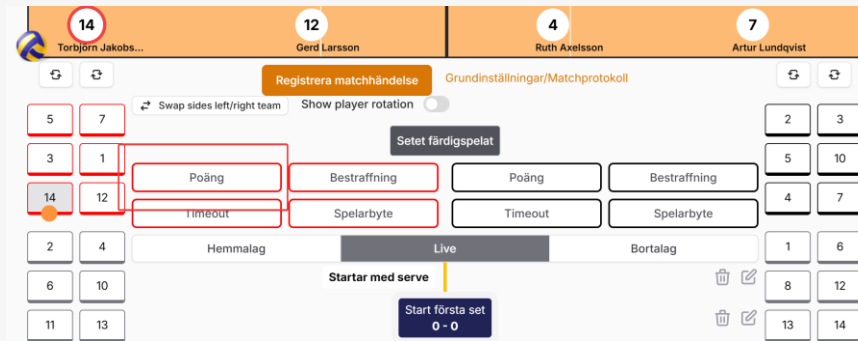 14 12 4 7
Torbjörn Jakobs... Gerd Larsson Ruth Axelsson Artur Lundqvist
Registrera matchhändelse Grundinställningar/Matchprotokoll
Swap sides left/right team Show player rotation
5 7 2 3
Setet färdigspelat
3 1 5 10
Poäng Bestraffning Poäng Bestraffning
14 12 4 7
Timeout Spelarbyte Timeout Spelarbyte
2 4 Hemmalag Live Bortalag 1 6
Startar med serve
6 10 8 12
Start första set
0 - 0
11 13 13 14